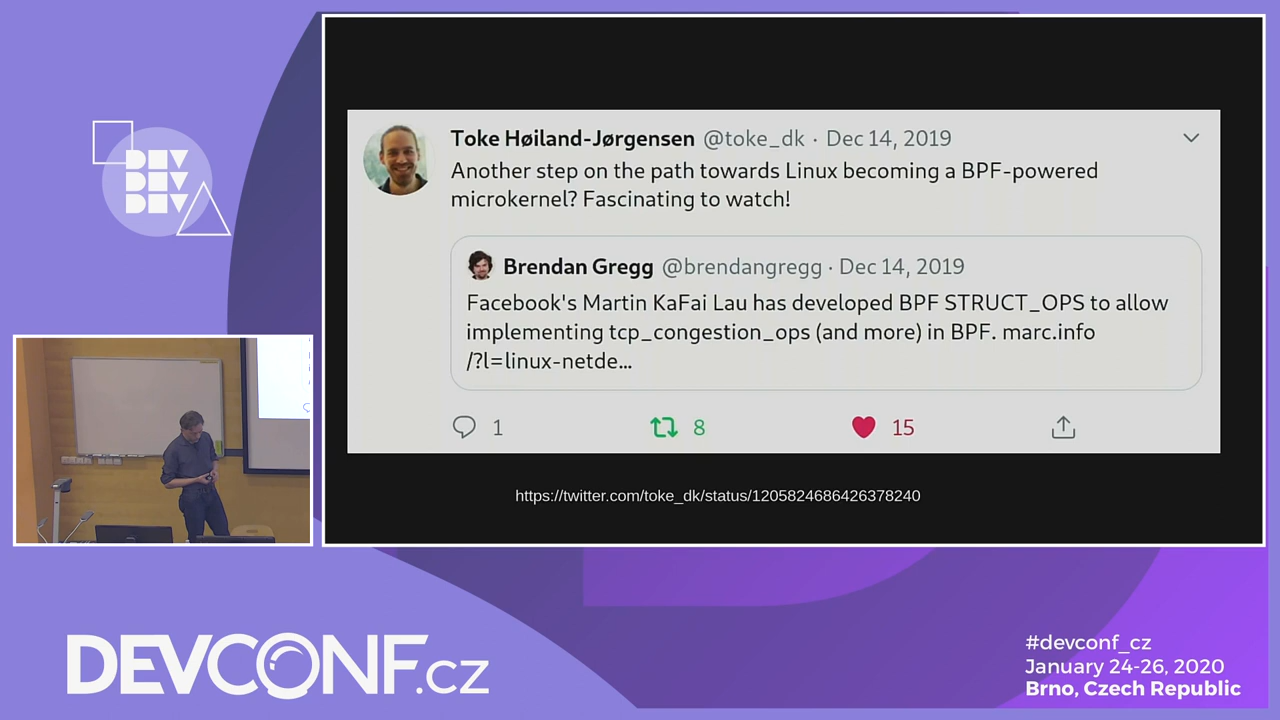 DEV
DEV
DEV
Toke Høiland-Jørgensen @toke_dk · Dec 14, 2019
Another step on the path towards Linux becoming a BPF-powered
microkernel? Fascinating to watch!
Brendan Gregg @brendangregg · Dec 14, 2019
Facebook's Martin KaFai Lau has developed BPF STRUCT_OPS to allow
implementing tcp_congestion_ops (and more) in BPF. marc.info
/?l=linux-netde...
1 8 15
https://twitter.com/toke_dk/status/1205824686426378240
DEVCONF.cz
#devconf_cz
January 24-26, 2020
Brno, Czech Republic